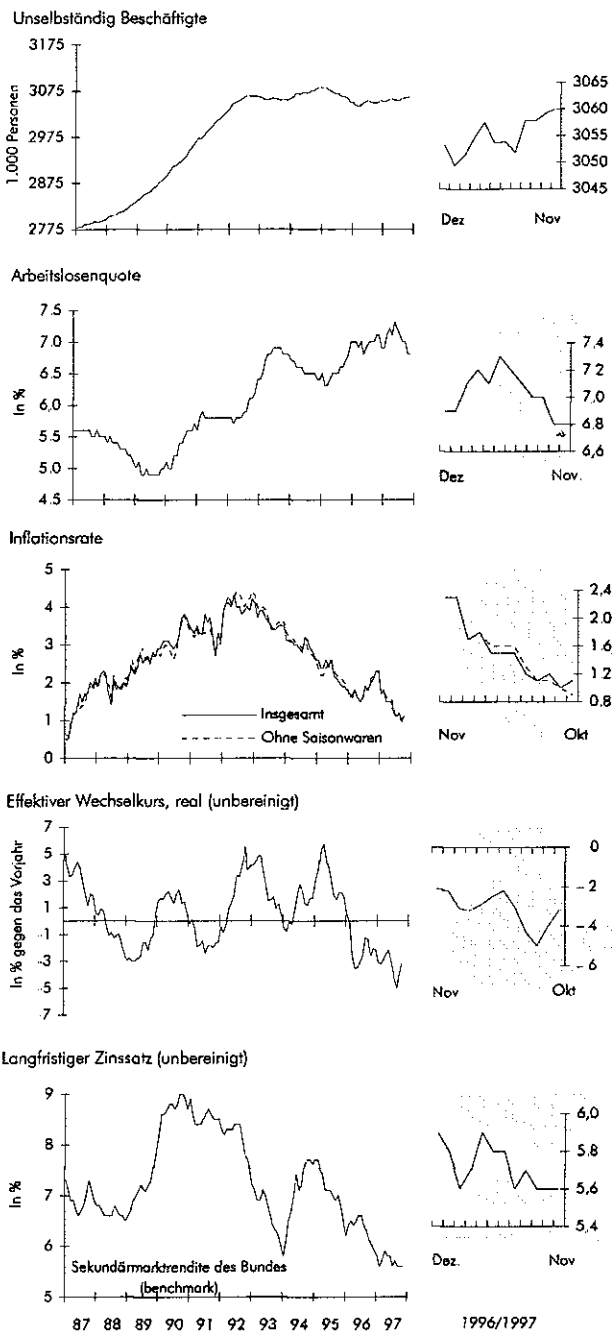 Unselbständig Beschäftigte
1.000 Personen
3175
3075
2975
2875
2775
3065
3060
3055
3050
3045
Dez Nov
Arbeitslosenquote
In %
7.5
7.0
6.5
6.0
5.5
5.0
4.5
7,4
7,2
7,0
6,8
6,6
Dez Nov.
Inflationsrate
In %
5
4
3
2
1
0
Insgesamt
Ohne Saisonwaren
2,4
2,0
1,6
1,2
0,8
Nov Okt
Effektiver Wechselkurs, real (unbereinigt)
In % gegen das Vorjahr
7
5
3
1
-1
-3
-5
-7
0
-2
-4
-6
Nov Okt
Langfristiger Zinssatz (unbereinigt)
In %
9
8
7
6
5
Sekundärmarktrendite des Bundes
(benchmark)
6,0
5,8
5,6
5,4
Dez. Nov
87 88 89 90 91 92 93 94 95 96 97
1996/1997